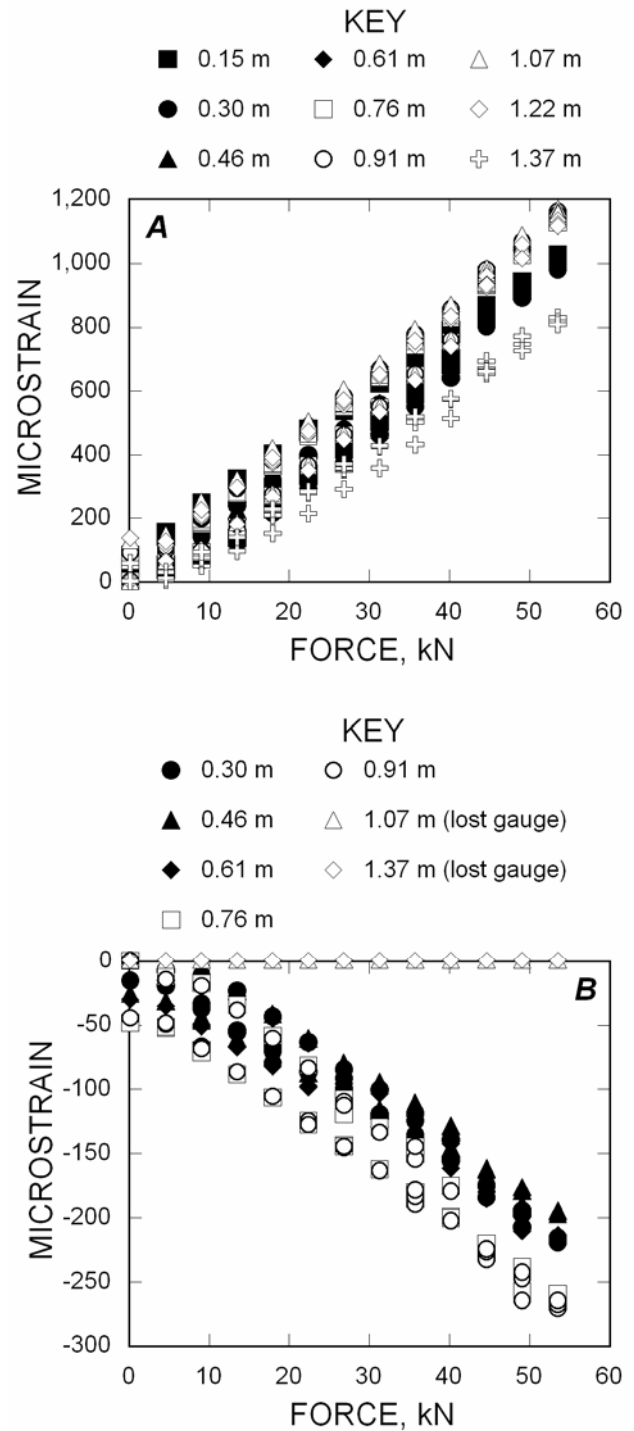 KEY
0.15 m 0.61 m 1.07 m
0.30 m 0.76 m 1.22 m
0.46 m 0.91 m 1.37 m
1,200
1,000
800
600
400
200
0
MICROSTRAIN
A
0 10 20 30 40 50 60
FORCE, kN
KEY
0.30 m 0.91 m
0.46 m 1.07 m (lost gauge)
0.61 m 1.37 m (lost gauge)
0.76 m
0
-50
-100
-150
-200
-250
-300
MICROSTRAIN
B
0 10 20 30 40 50 60
FORCE, kN